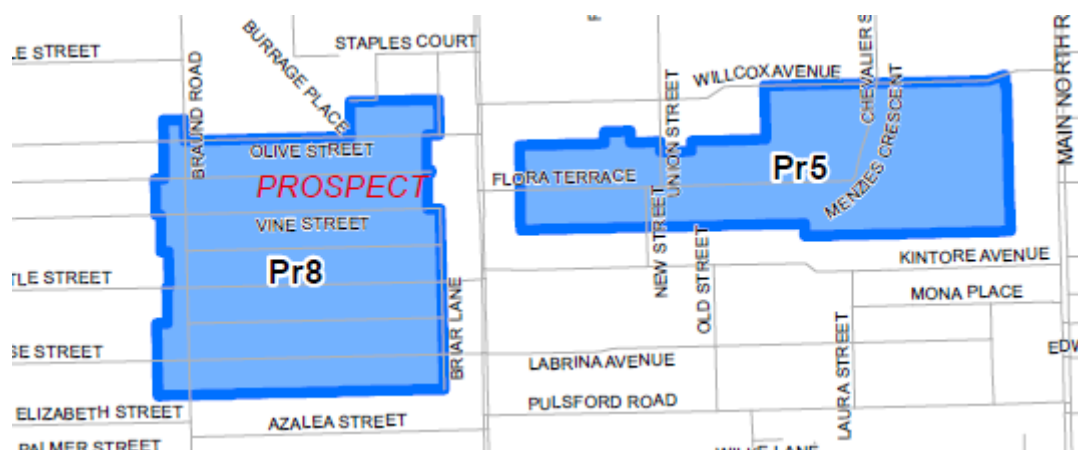 LE STREET
BURRAGE PLACE
STAPLES COURT
BRAUND ROAD
UNION STREET
WILLCOX AVENUE
CHEVALIER S
MENZIES CRESCENT
MAIN NORTH R
OLIVE STREET
PROSPECT
FLORA TERRACE
Pr5
VINE STREET
NEW STREET
OLD STREET
KINTORE AVENUE
TLE STREET
Pr8
MONA PLACE
BRIAR LANE
LAURA STREET
SE STREET
LABRINA AVENUE
EDW
ELIZABETH STREET
AZALEA STREET
PULSFORD ROAD
PALMER STREET